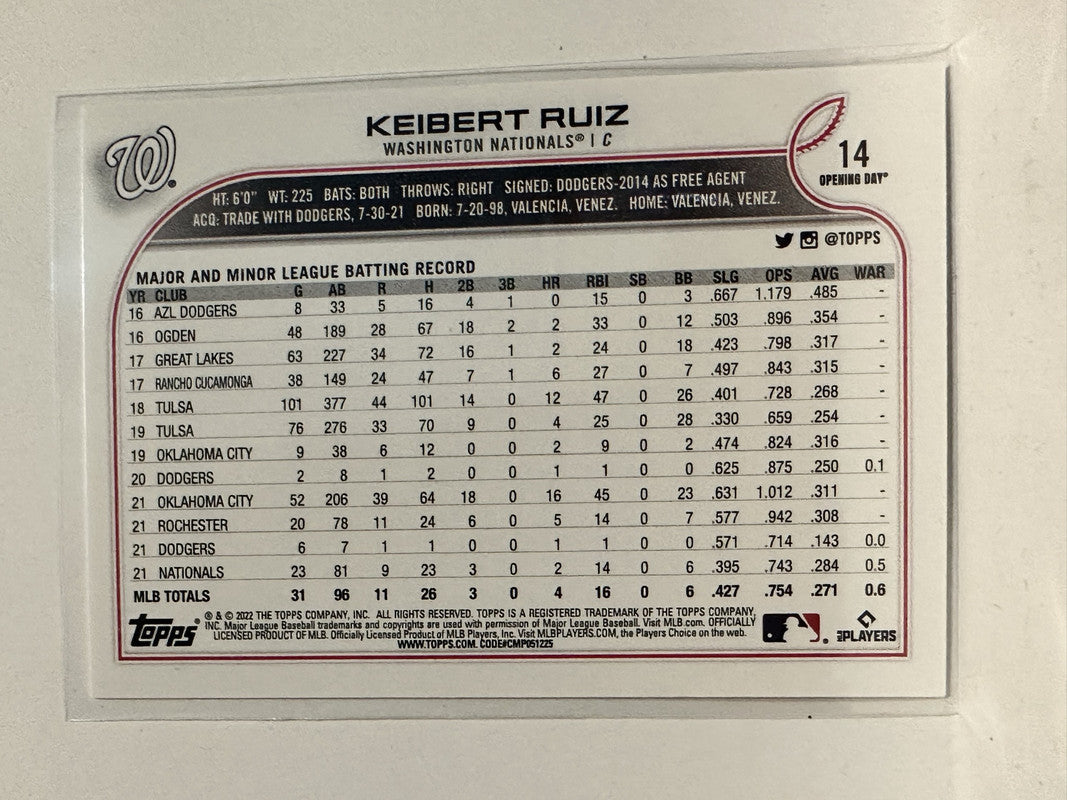 KEIBERT RUIZ
WASHINGTON NATIONALS® | C
W
14
OPENING DAY®
HT: 6'0" WT: 225 BATS: BOTH THROWS: RIGHT SIGNED: DODGERS-2014 AS FREE AGENT
ACQ: TRADE WITH DODGERS, 7-30-21 BORN: 7-20-98, VALENCIA, VENEZ. HOME: VALENCIA, VENEZ.
@TOPPS
MAJOR AND MINOR LEAGUE BATTING RECORD
YR CLUB G AB R H 2B 3B HR RBI SB BB SLG OPS AVG WAR
16 AZL DODGERS 8 33 5 16 4 1 0 15 0 3 .667 1.179 .485 -
16 OGDEN 48 189 28 67 18 2 2 33 0 12 .503 .896 .354 -
17 GREAT LAKES 63 227 34 72 16 1 2 24 0 18 .423 .798 .317 -
17 RANCHO CUCAMONGA 38 149 24 47 7 1 6 27 0 7 .497 .843 .315 -
18 TULSA 101 377 44 101 14 0 12 47 0 26 .401 .728 .268 -
19 TULSA 76 276 33 70 9 0 4 25 0 28 .330 .659 .254 -
19 OKLAHOMA CITY 9 38 6 12 0 0 2 9 0 2 .474 .824 .316 -
20 DODGERS 2 8 1 2 0 0 1 1 0 0 .625 .875 .250 0.1
21 OKLAHOMA CITY 52 206 39 64 18 0 16 45 0 23 .631 1.012 .311 -
21 ROCHESTER 20 78 11 24 6 0 5 14 0 7 .577 .942 .308 -
21 DODGERS 6 7 1 1 0 0 1 1 0 0 .571 .714 .143 0.0
21 NATIONALS 23 81 9 23 3 0 2 14 0 6 .395 .743 .284 0.5
MLB TOTALS 31 96 11 26 3 0 4 16 0 6 .427 .754 .271 0.6
topps®
® & © 2022 THE TOPPS COMPANY, INC. ALL RIGHTS RESERVED. TOPPS IS A REGISTERED TRADEMARK OF THE TOPPS COMPANY,
INC. Major League Baseball trademarks and copyrights are used with permission of Major League Baseball. Visit MLB.com. OFFICIALLY
LICENSED PRODUCT OF MLB. Officially Licensed Product of MLB Players, Inc. Visit MLBPLAYERS.COM, the Players Choice on the web.
WWW.TOPPS.COM. CODE#CMP051225
PLAYERS